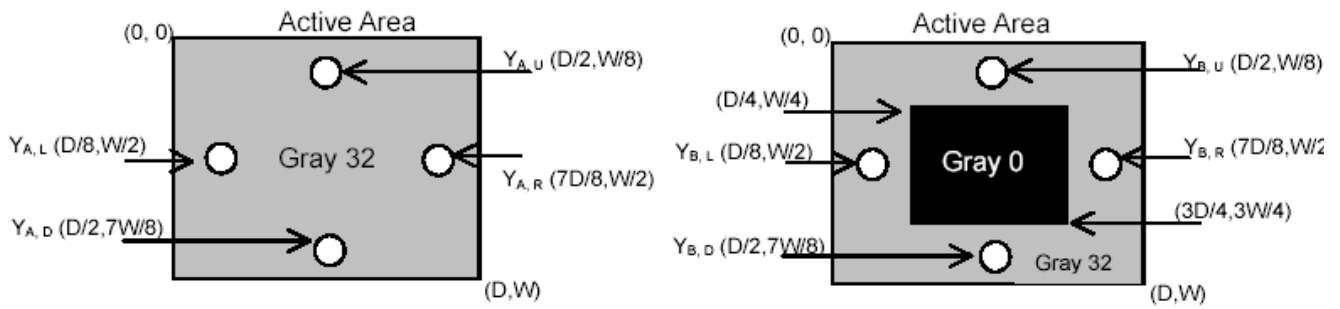 Active Area
(0, 0)
Y_A, U (D/2,W/8)
Y_A, L (D/8,W/2)
Gray 32
Y_A, R (7D/8,W/2)
Y_A, D (D/2,7W/8)
(D,W)
Active Area
(0, 0)
Y_B, U (D/2,W/8)
(D/4,W/4)
Y_B, L (D/8,W/2)
Gray 0
Y_B, R (7D/8,W/2
(3D/4,3W/4)
Y_B, D (D/2,7W/8)
Gray 32
(D,W)